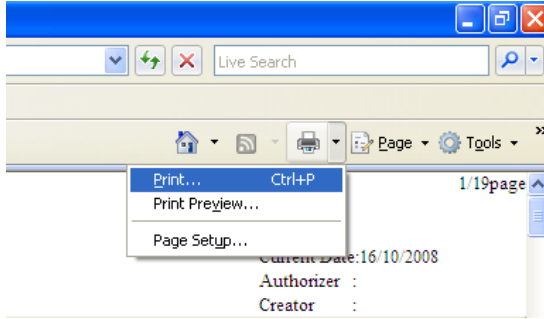 Live Search
Page Tools »
Print... Ctrl+P
1/19page
Print Preview...
Page Setup...
Current Date:16/10/2008
Authorizer :
Creator :